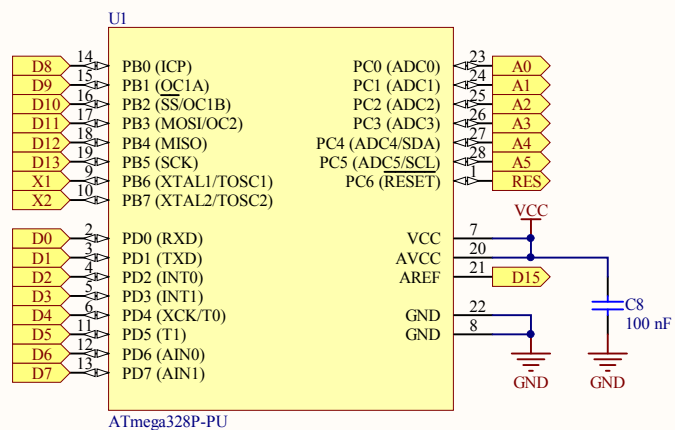 U1
D8 14 PB0 (ICP) PC0 (ADC0) 23 A0
D9 15 PB1 (OC1A) PC1 (ADC1) 24 A1
D10 16 PB2 (SS/OC1B) PC2 (ADC2) 25 A2
D11 17 PB3 (MOSI/OC2) PC3 (ADC3) 26 A3
D12 18 PB4 (MISO) PC4 (ADC4/SDA) 27 A4
D13 19 PB5 (SCK) PC5 (ADC5/SCL) 28 A5
X1 9 PB6 (XTAL1/TOSC1) PC6 (RESET) 1 RES
X2 10 PB7 (XTAL2/TOSC2)
VCC
D0 2 PD0 (RXD) VCC 7
D1 3 PD1 (TXD) AVCC 20
D2 4 PD2 (INT0) AREF 21 D15
D3 5 PD3 (INT1)
D4 6 PD4 (XCK/T0) GND 22 C8
D5 11 PD5 (T1) GND 8 100 nF
D6 12 PD6 (AIN0)
D7 13 PD7 (AIN1) GND GND
ATmega328P-PU